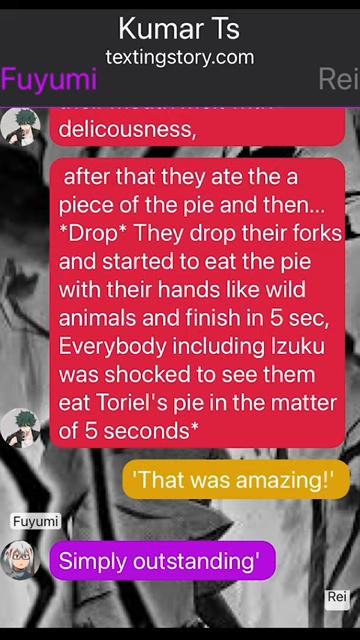 Kumar Ts
textingstory.com
Fuyumi
Rei
delicousness,
after that they ate the a
piece of the pie and then...
*Drop* They drop their forks
and started to eat the pie
with their hands like wild
animals and finish in 5 sec,
Everybody including Izuku
was shocked to see them
eat Toriel's pie in the matter
of 5 seconds*
'That was amazing!'
Fuyumi
Simply outstanding'
Rei